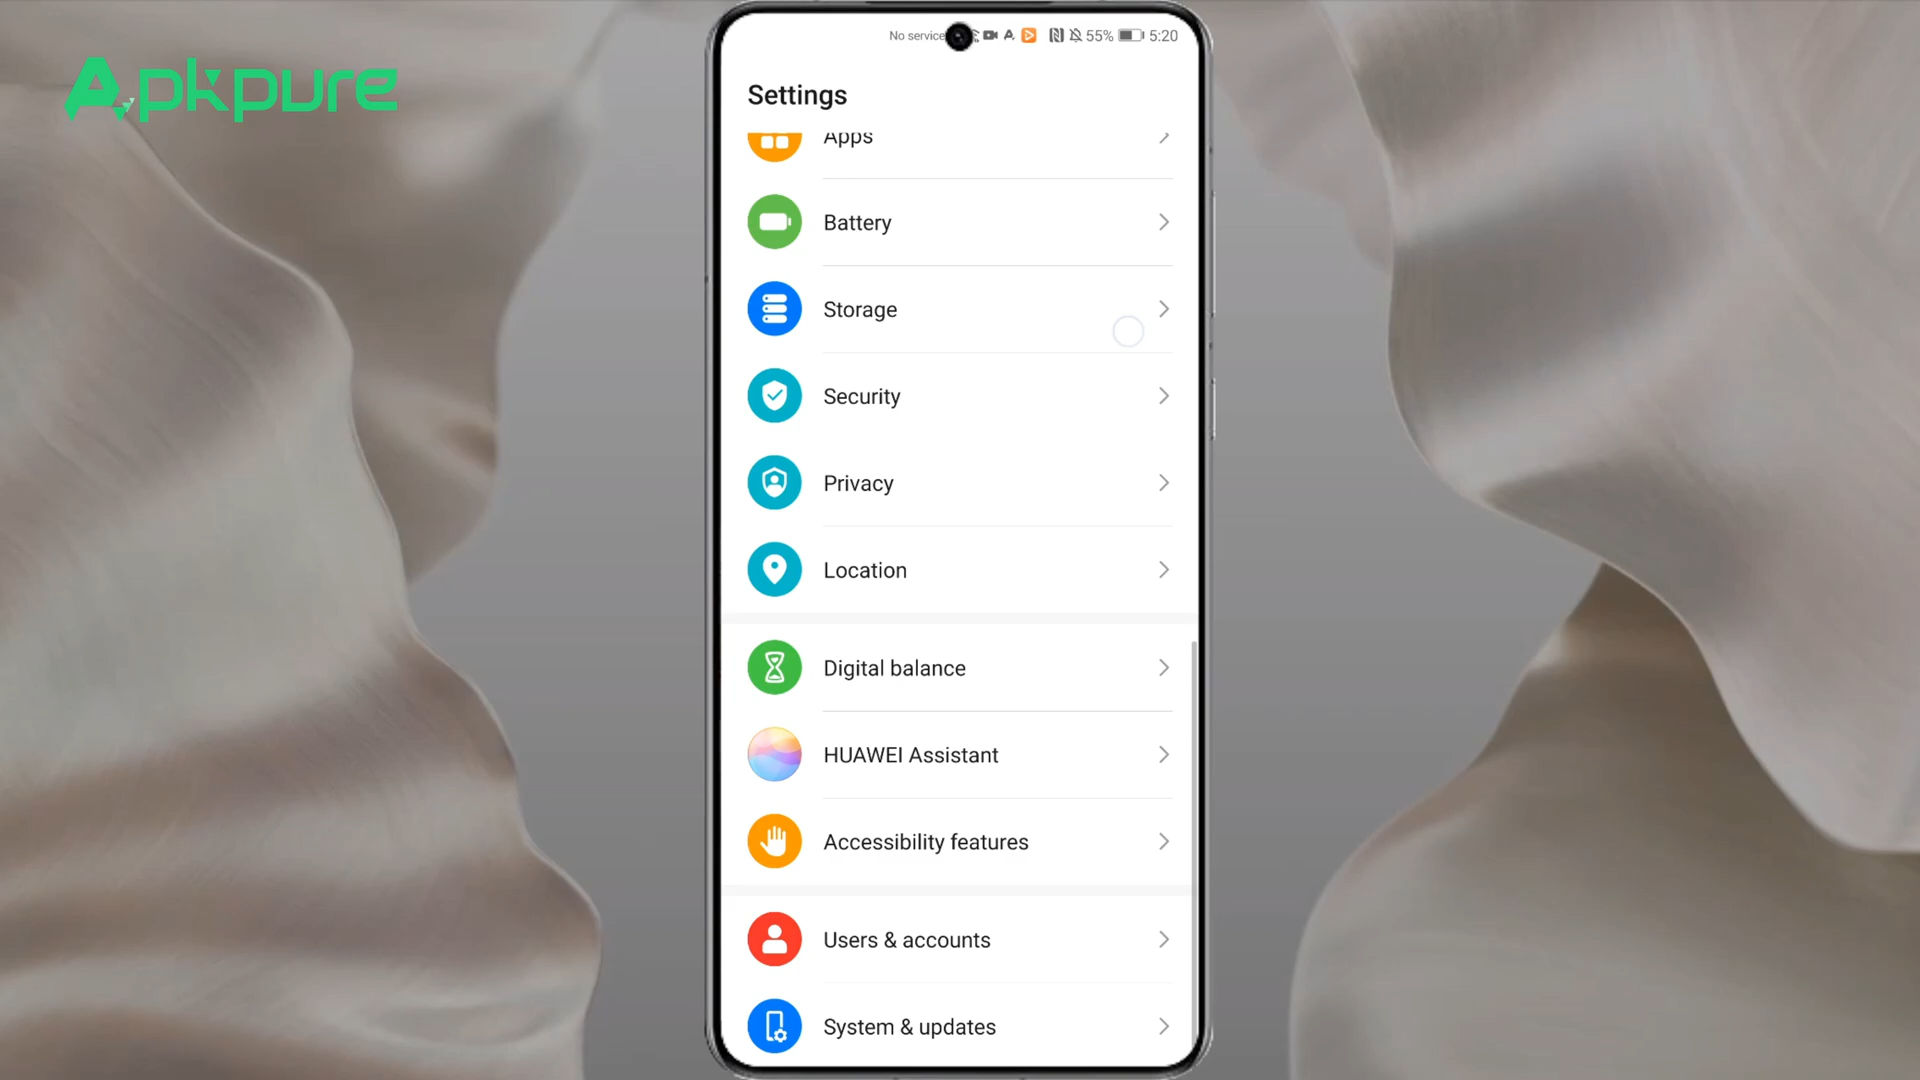 Apkpure
No service 55% 5:20
Settings
Apps
Battery
Storage
Security
Privacy
Location
Digital balance
HUAWEI Assistant
Accessibility features
Users & accounts
System & updates